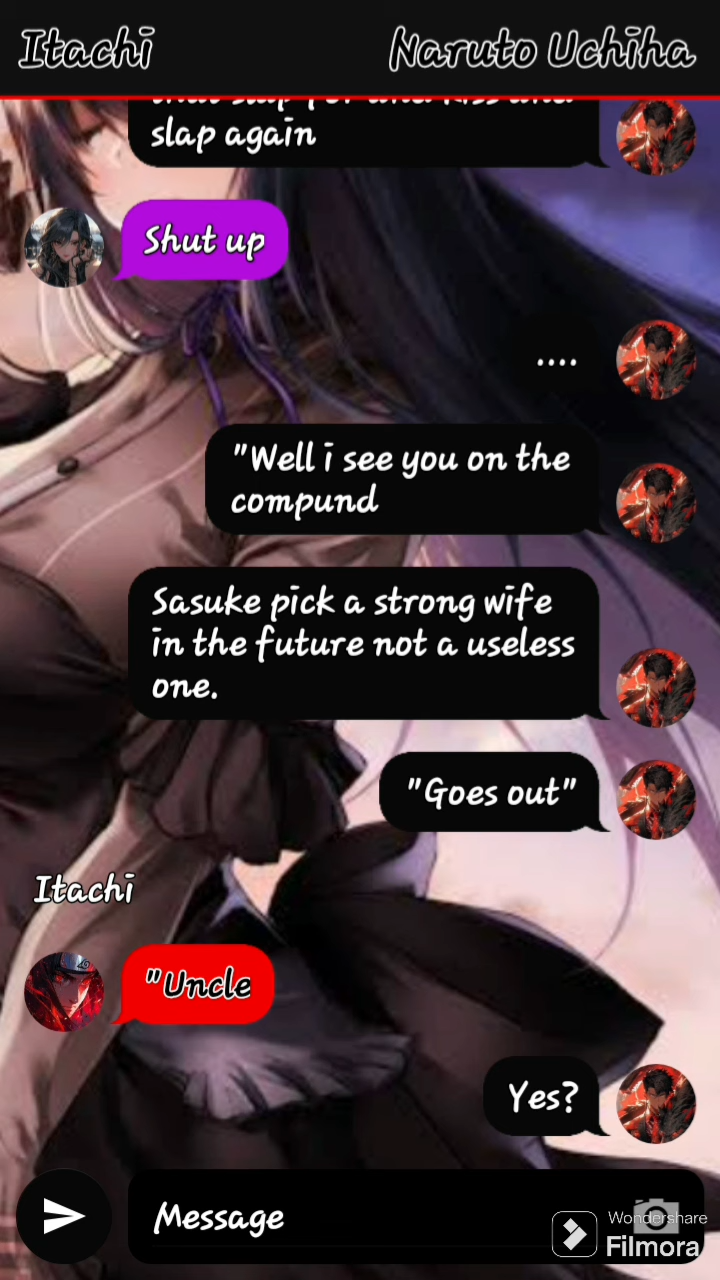 Itachi
Naruto Uchiha
slap again
Shut up
....
"Well i see you on the
compund
Sasuke pick a strong wife
in the future not a useless
one.
"Goes out"
Itachi
"Uncle
Yes?
Message
Wondershare
Filmora